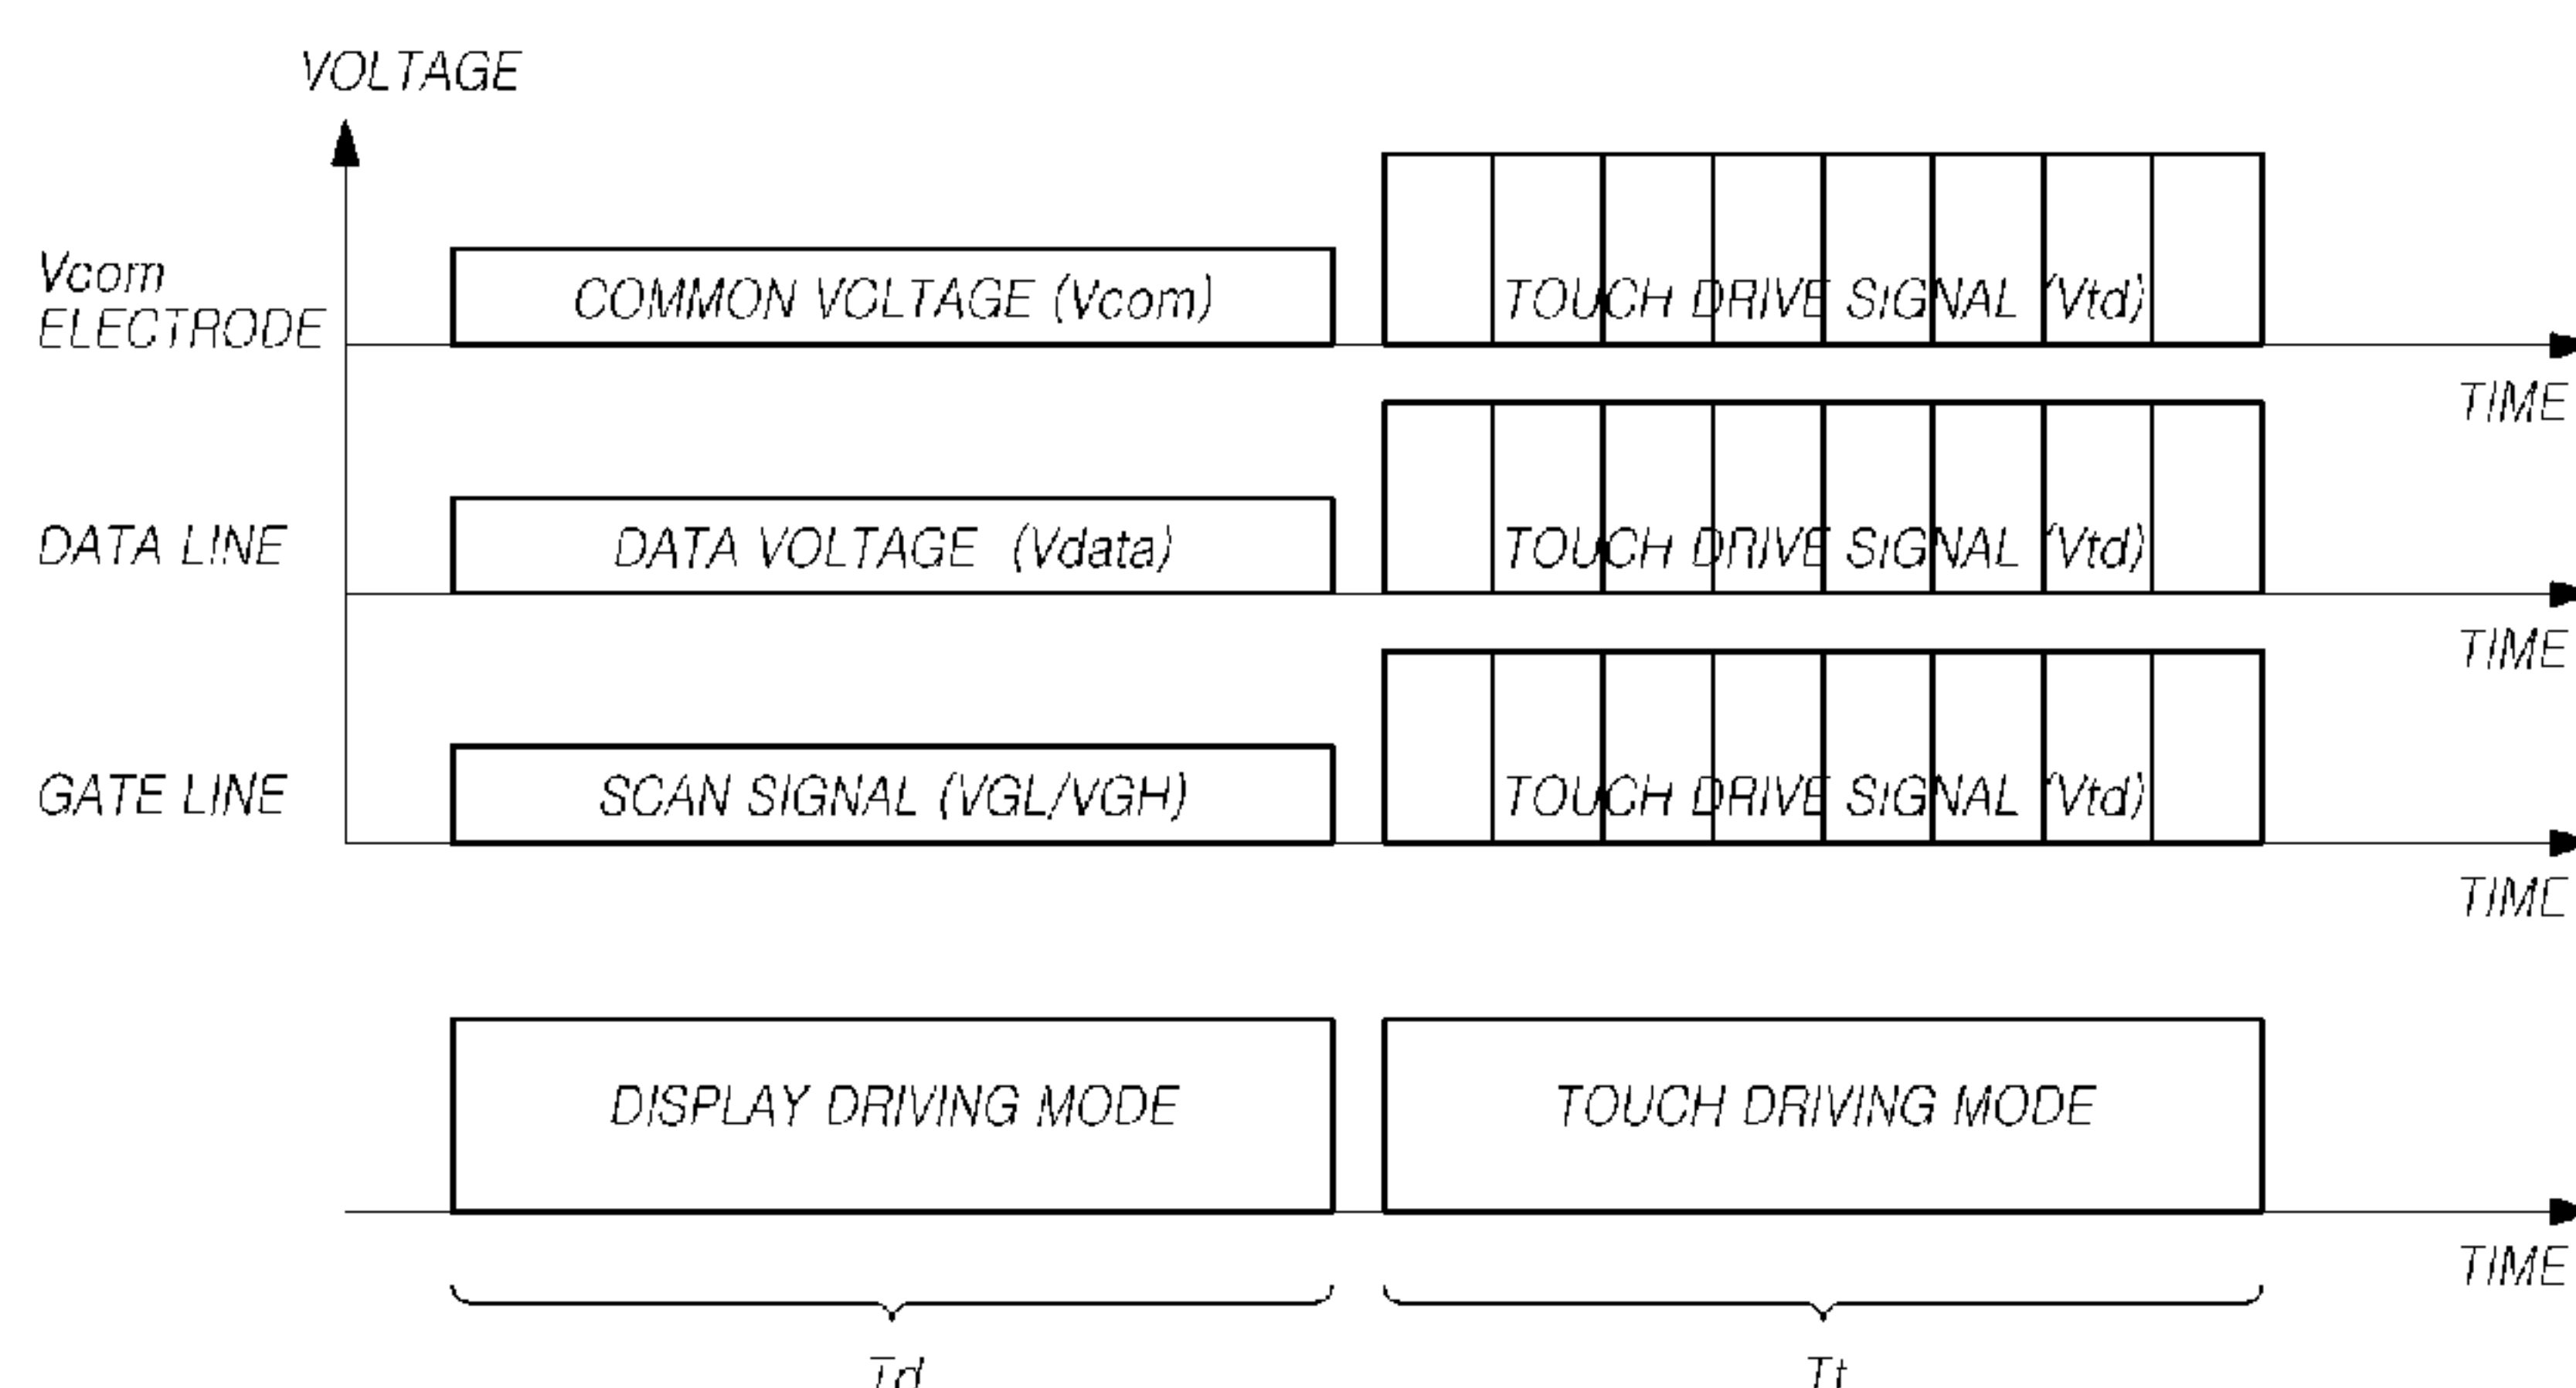 VOLTAGE
Vcom
ELECTRODE
COMMON VOLTAGE (Vcom)
TOUCH DRIVE SIGNAL (Vtd)
TIME
DATA LINE
DATA VOLTAGE (Vdata)
TOUCH DRIVE SIGNAL (Vtd)
TIME
GATE LINE
SCAN SIGNAL (VGL/VGH)
TOUCH DRIVE SIGNAL (Vtd)
TIME
DISPLAY DRIVING MODE
TOUCH DRIVING MODE
TIME
Td
Tt